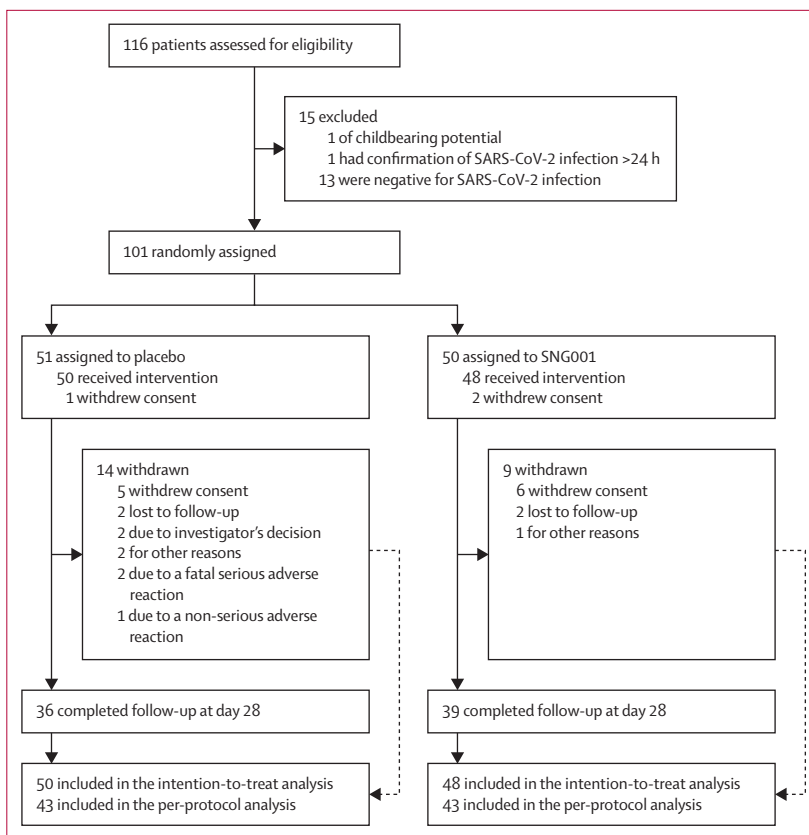 116 patients assessed for eligibility
15 excluded
1 of childbearing potential
1 had confirmation of SARS-CoV-2 infection >24 h
13 were negative for SARS-CoV-2 infection
101 randomly assigned
51 assigned to placebo
50 received intervention
1 withdrew consent
50 assigned to SNG001
48 received intervention
2 withdrew consent
14 withdrawn
5 withdrew consent
2 lost to follow-up
2 due to investigator's decision
2 for other reasons
2 due to a fatal serious adverse
reaction
1 due to a non-serious adverse
reaction
9 withdrawn
6 withdrew consent
2 lost to follow-up
1 for other reasons
36 completed follow-up at day 28
39 completed follow-up at day 28
50 included in the intention-to-treat analysis
43 included in the per-protocol analysis
48 included in the intention-to-treat analysis
43 included in the per-protocol analysis